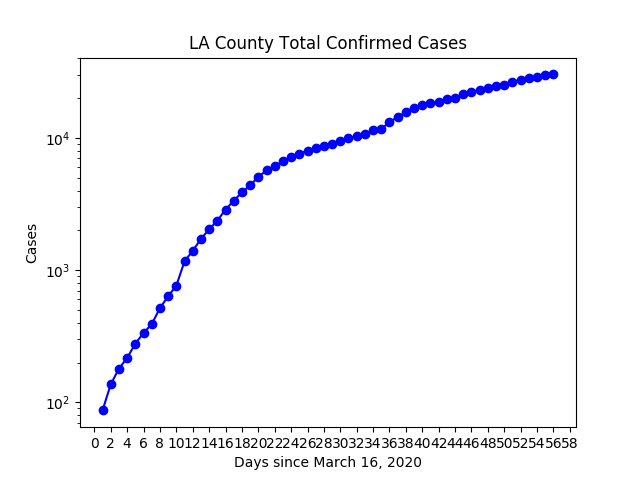 LA County Total Confirmed Cases
Cases
10^4
10^3
10^2
0 2 4 6 8 10 12 14 16 18 20 22 24 26 28 30 32 34 36 38 40 42 44 46 48 50 52 54 56 58
Days since March 16, 2020